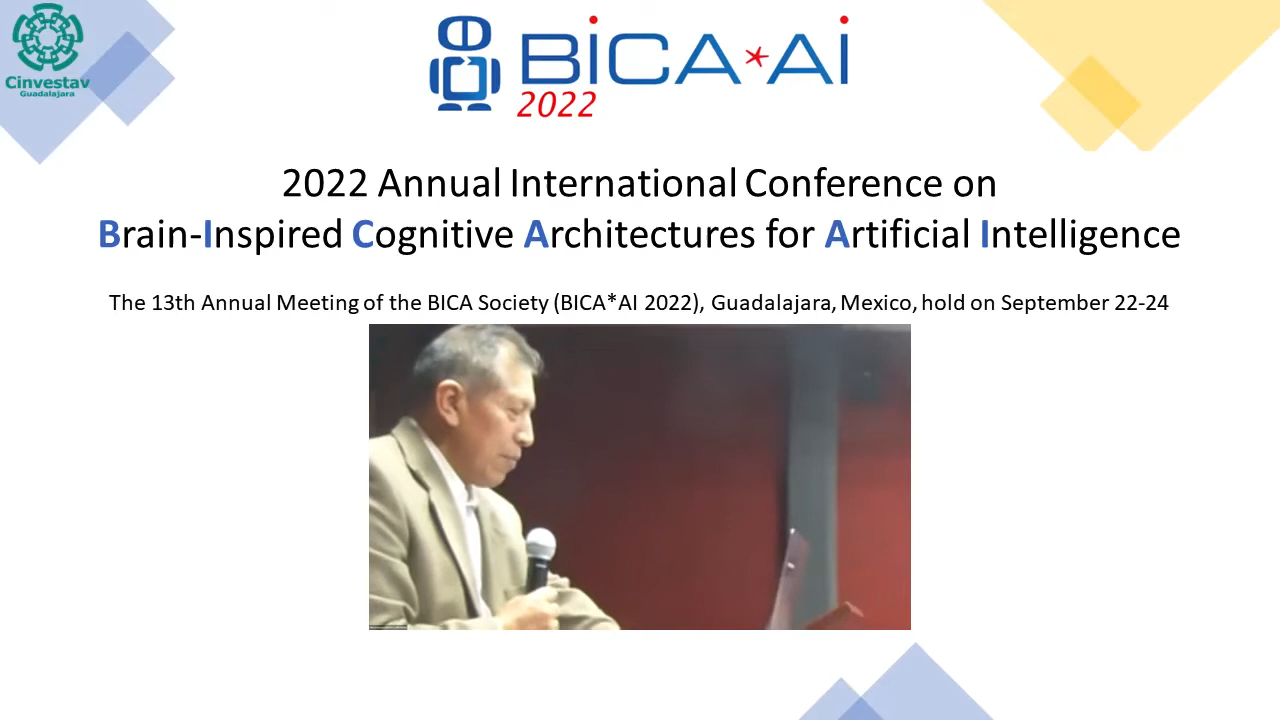 Cinvestav
Guadalajara
BiCA*Ai
2022
2022 Annual International Conference on
Brain-Inspired Cognitive Architectures for Artificial Intelligence
The 13th Annual Meeting of the BICA Society (BICA*AI 2022), Guadalajara, Mexico, hold on September 22-24